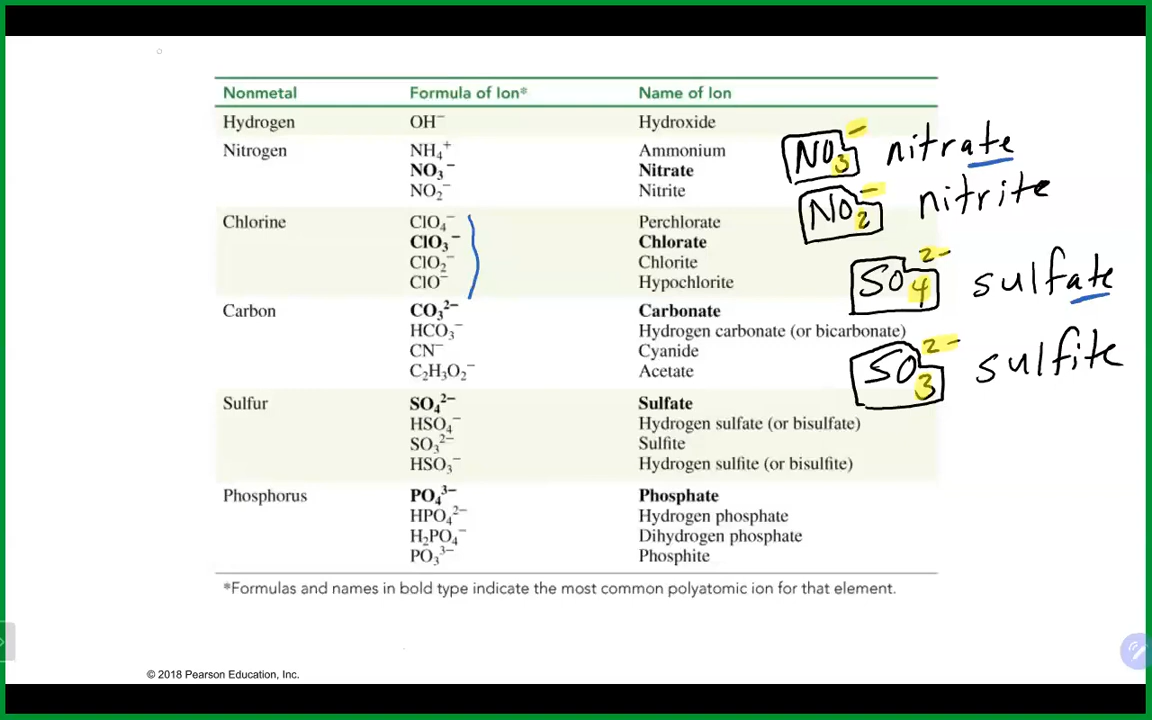 Nonmetal Formula of Ion* Name of Ion
Hydrogen OH⁻ Hydroxide
Nitrogen NH₄⁺ Ammonium
NO₃⁻ Nitrate
NO₂⁻ Nitrite
Chlorine ClO₄⁻ Perchlorate
ClO₃⁻ Chlorate
ClO₂⁻ Chlorite
ClO⁻ Hypochlorite
Carbon CO₃²⁻ Carbonate
HCO₃⁻ Hydrogen carbonate (or bicarbonate)
CN⁻ Cyanide
C₂H₃O₂⁻ Acetate
Sulfur SO₄²⁻ Sulfate
HSO₄⁻ Hydrogen sulfate (or bisulfate)
SO₃²⁻ Sulfite
HSO₃⁻ Hydrogen sulfite (or bisulfite)
Phosphorus PO₄³⁻ Phosphate
HPO₄²⁻ Hydrogen phosphate
H₂PO₄⁻ Dihydrogen phosphate
PO₃³⁻ Phosphite
*Formulas and names in bold type indicate the most common polyatomic ion for that element.
NO₃⁻ nitrate
NO₂⁻ nitrite
SO₄²⁻ sulfate
SO₃²⁻ sulfite
© 2018 Pearson Education, Inc.